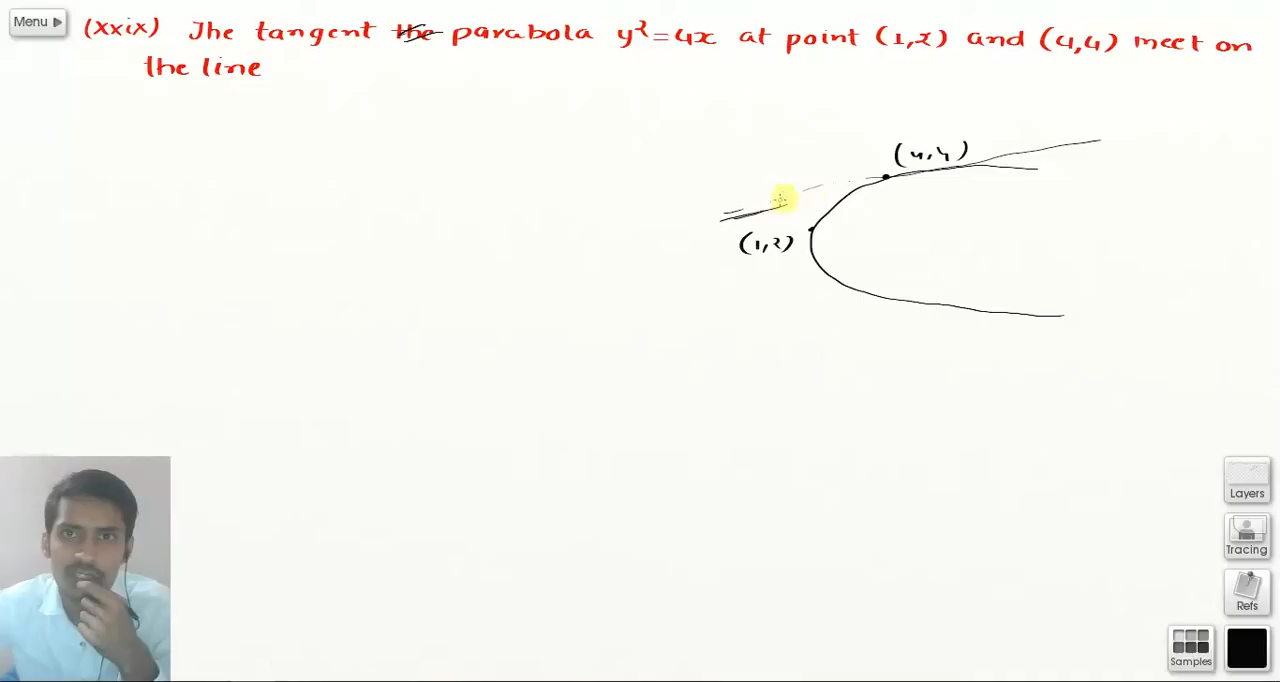 Menu
(xxix) The tangent the parabola y²=4x at point (1,2) and (4,4) meet on
the line
(4,4)
(1,2)
Layers
Tracing
Refs
Samples